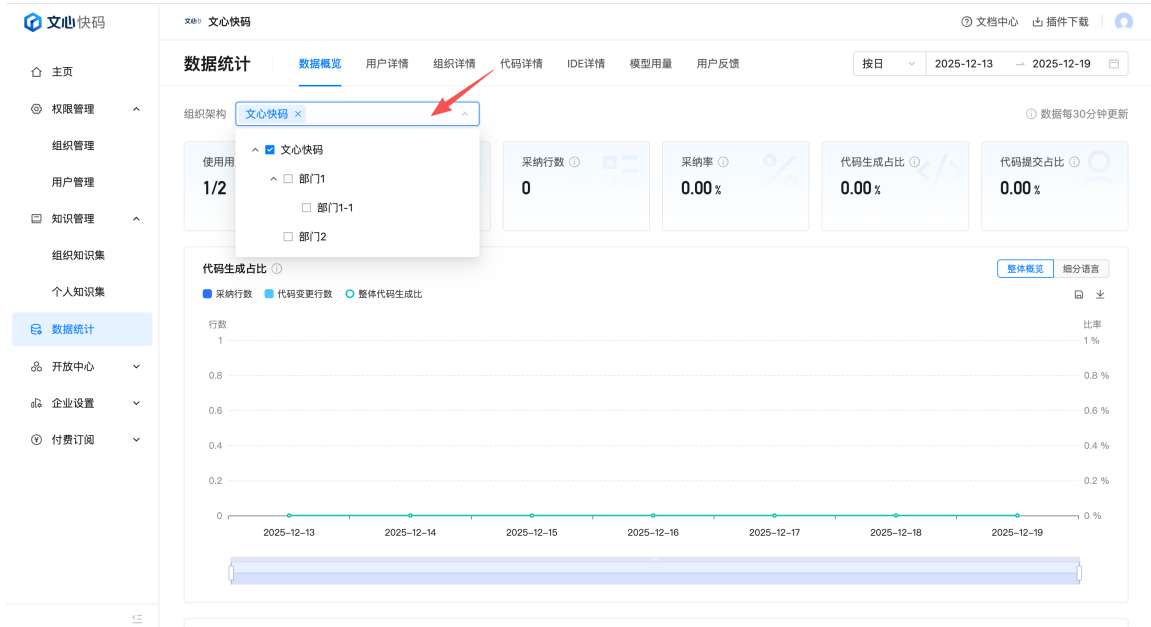 文心快码
文心快码 文心快码
文档中心 插件下载
主页
权限管理
组织管理
用户管理
知识管理
组织知识集
个人知识集
数据统计
开放中心
企业设置
付费订阅
数据统计 数据概览 用户详情 组织详情 代码详情 IDE详情 模型用量 用户反馈
按日 2025-12-13 → 2025-12-19
组织架构 文心快码 ×
数据每30分钟更新
文心快码
部门1
部门1-1
部门2
使用用
1/2
采纳行数
0
采纳率
0.00 %
代码生成占比
0.00 %
代码提交占比
0.00 %
代码生成占比
整体概览 细分语言
采纳行数 代码变更行数 整体代码生成比
行数 比率
1 1 %
0.8 0.8 %
0.6 0.6 %
0.4 0.4 %
0.2 0.2 %
0 0 %
2025-12-13 2025-12-14 2025-12-15 2025-12-16 2025-12-17 2025-12-18 2025-12-19